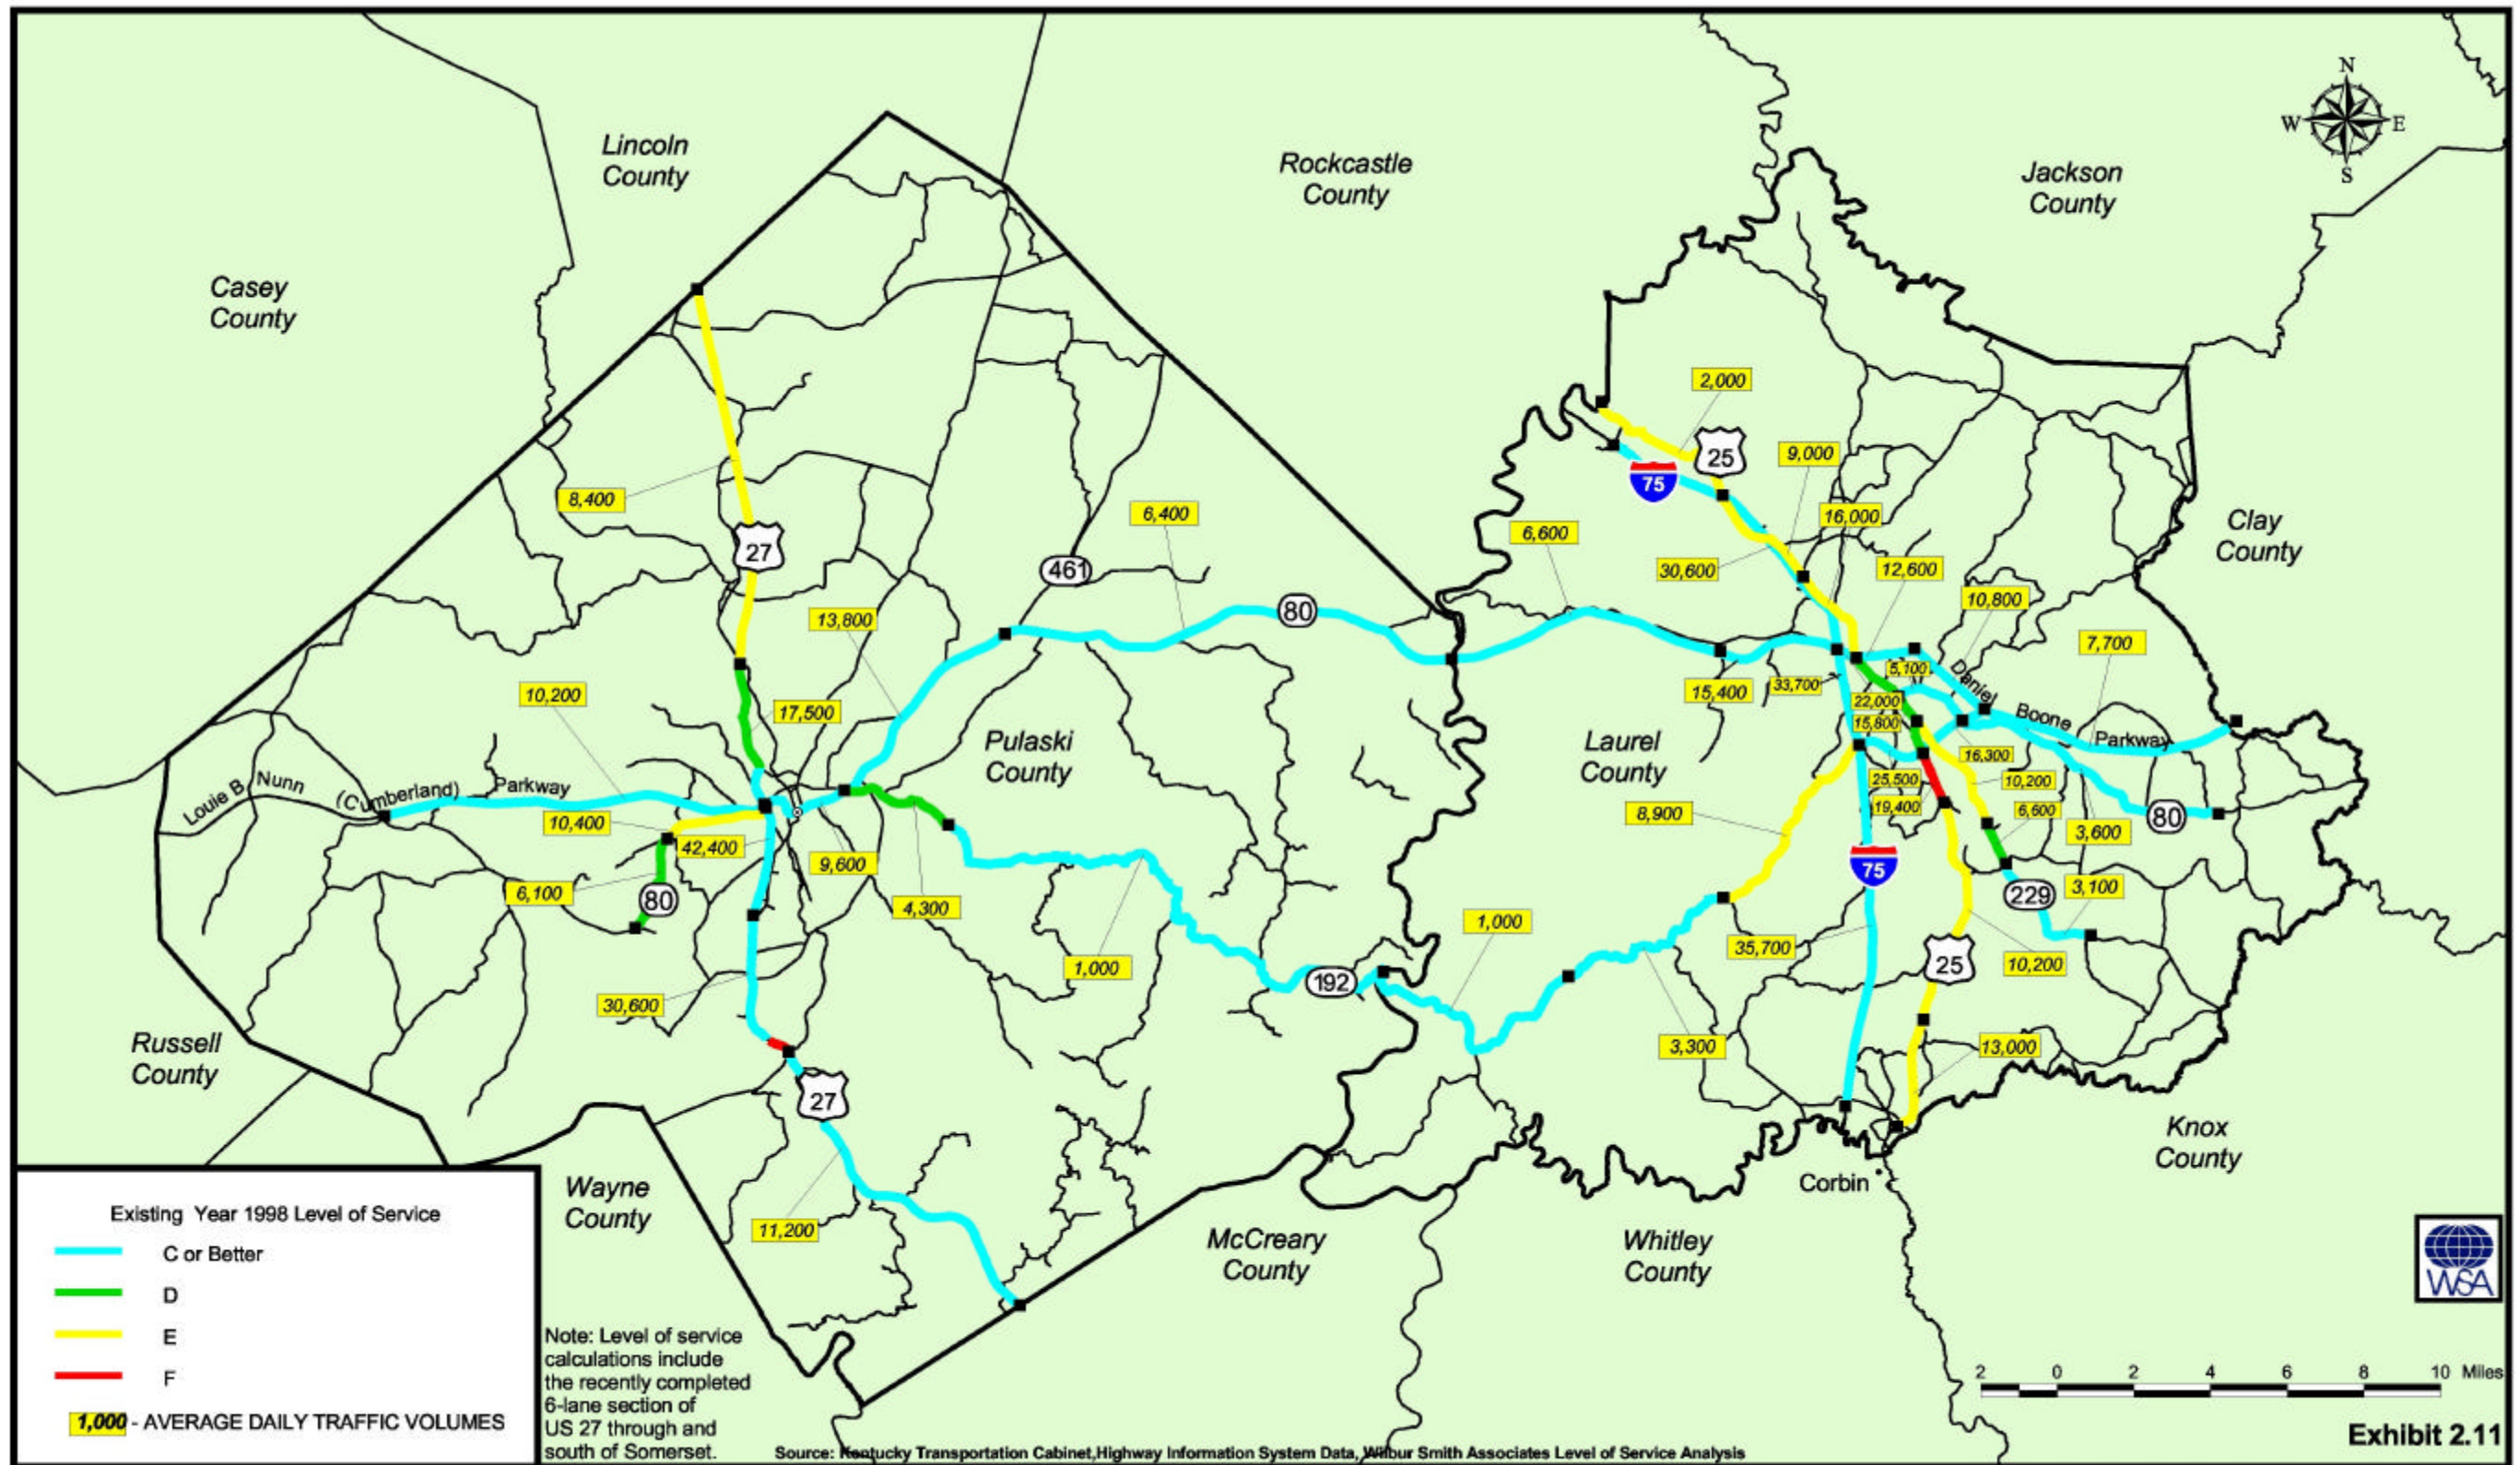 N
W E
S
Lincoln
County
Rockcastle
County
Jackson
County
Casey
County
2,000
25
9,000
75
8,400
6,400
16,000
Clay
County
6,600
27
461
30,600
12,600
10,800
80
13,800
7,700
5,100
Daniel
10,200
15,400
33,700
22,000
17,500
15,800
Boone
Parkway
Pulaski
County
Laurel
County
16,300
Louie B. Nunn
(Cumberland)
Parkway
25,500
10,200
10,400
19,400
6,600
80
8,900
3,600
42,400
9,600
75
6,100
80
3,100
229
4,300
1,000
35,700
25
10,200
1,000
192
30,600
Russell
County
3,300
13,000
27
Knox
County
Corbin
Wayne
County
11,200
McCreary
County
Whitley
County
WSA
Existing Year 1998 Level of Service
C or Better
D
E
F
1,000 - AVERAGE DAILY TRAFFIC VOLUMES
Note: Level of service
calculations include
the recently completed
6-lane section of
US 27 through and
south of Somerset.
2 0 2 4 6 8 10 Miles
Exhibit 2.11
Source: Kentucky Transportation Cabinet,Highway Information System Data, Wilbur Smith Associates Level of Service Analysis